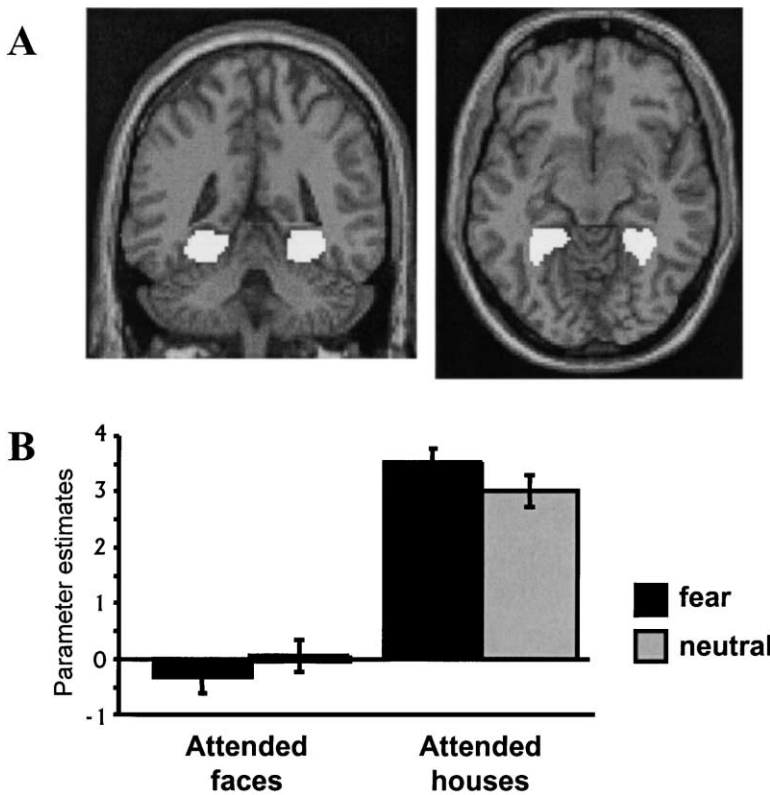 A
B
4
3
2
1
0
-1
Parameter estimates
fear
neutral
Attended Attended
faces houses